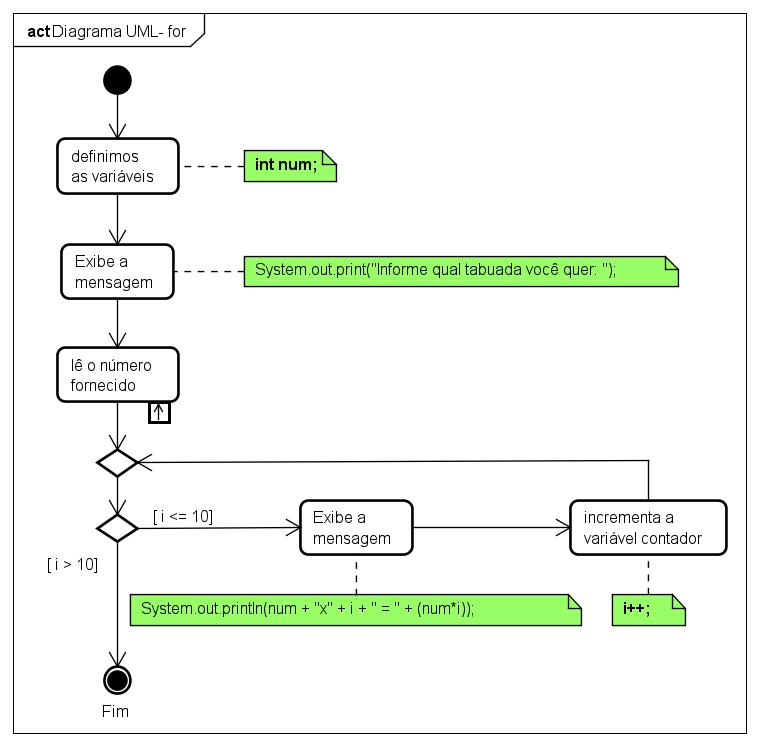 act Diagrama UML- for
definimos
as variáveis
int num;
Exibe a
mensagem
System.out.print("Informe qual tabuada você quer: ");
lê o número
fornecido
[ i <= 10]
Exibe a
mensagem
incrementa a
variável contador
[ i > 10]
System.out.println(num + "x" + i + " = " + (num*i));
i++;
Fim